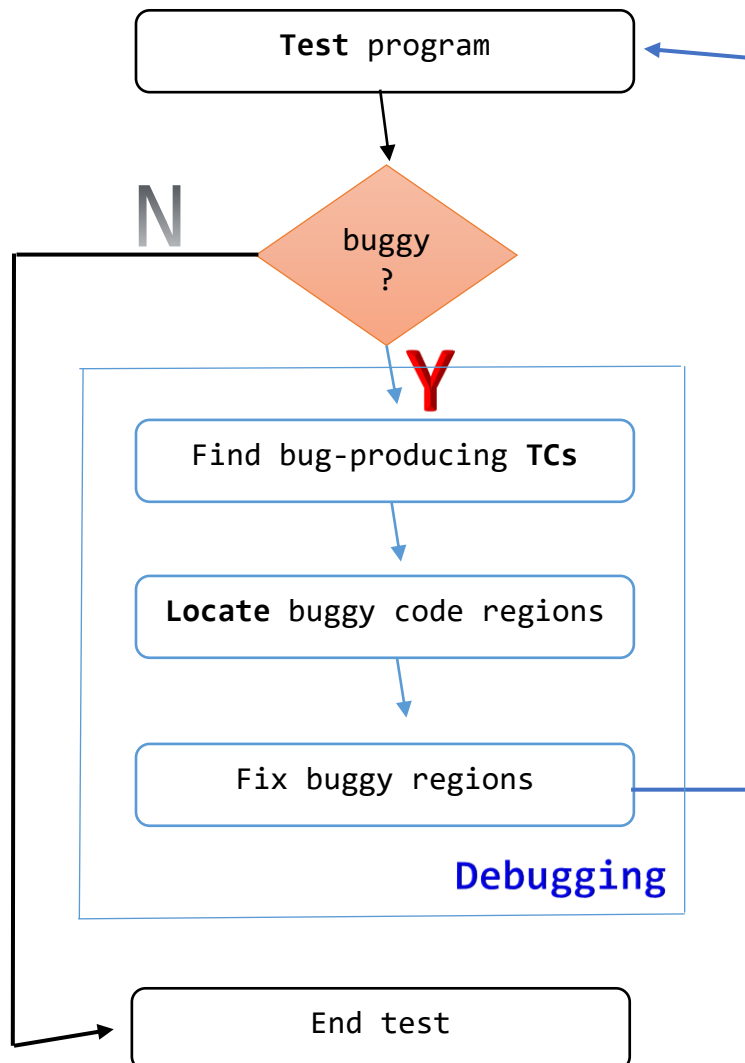 Test program
N
buggy
?
Y
Find bug-producing TCs
Locate buggy code regions
Fix buggy regions
Debugging
End test